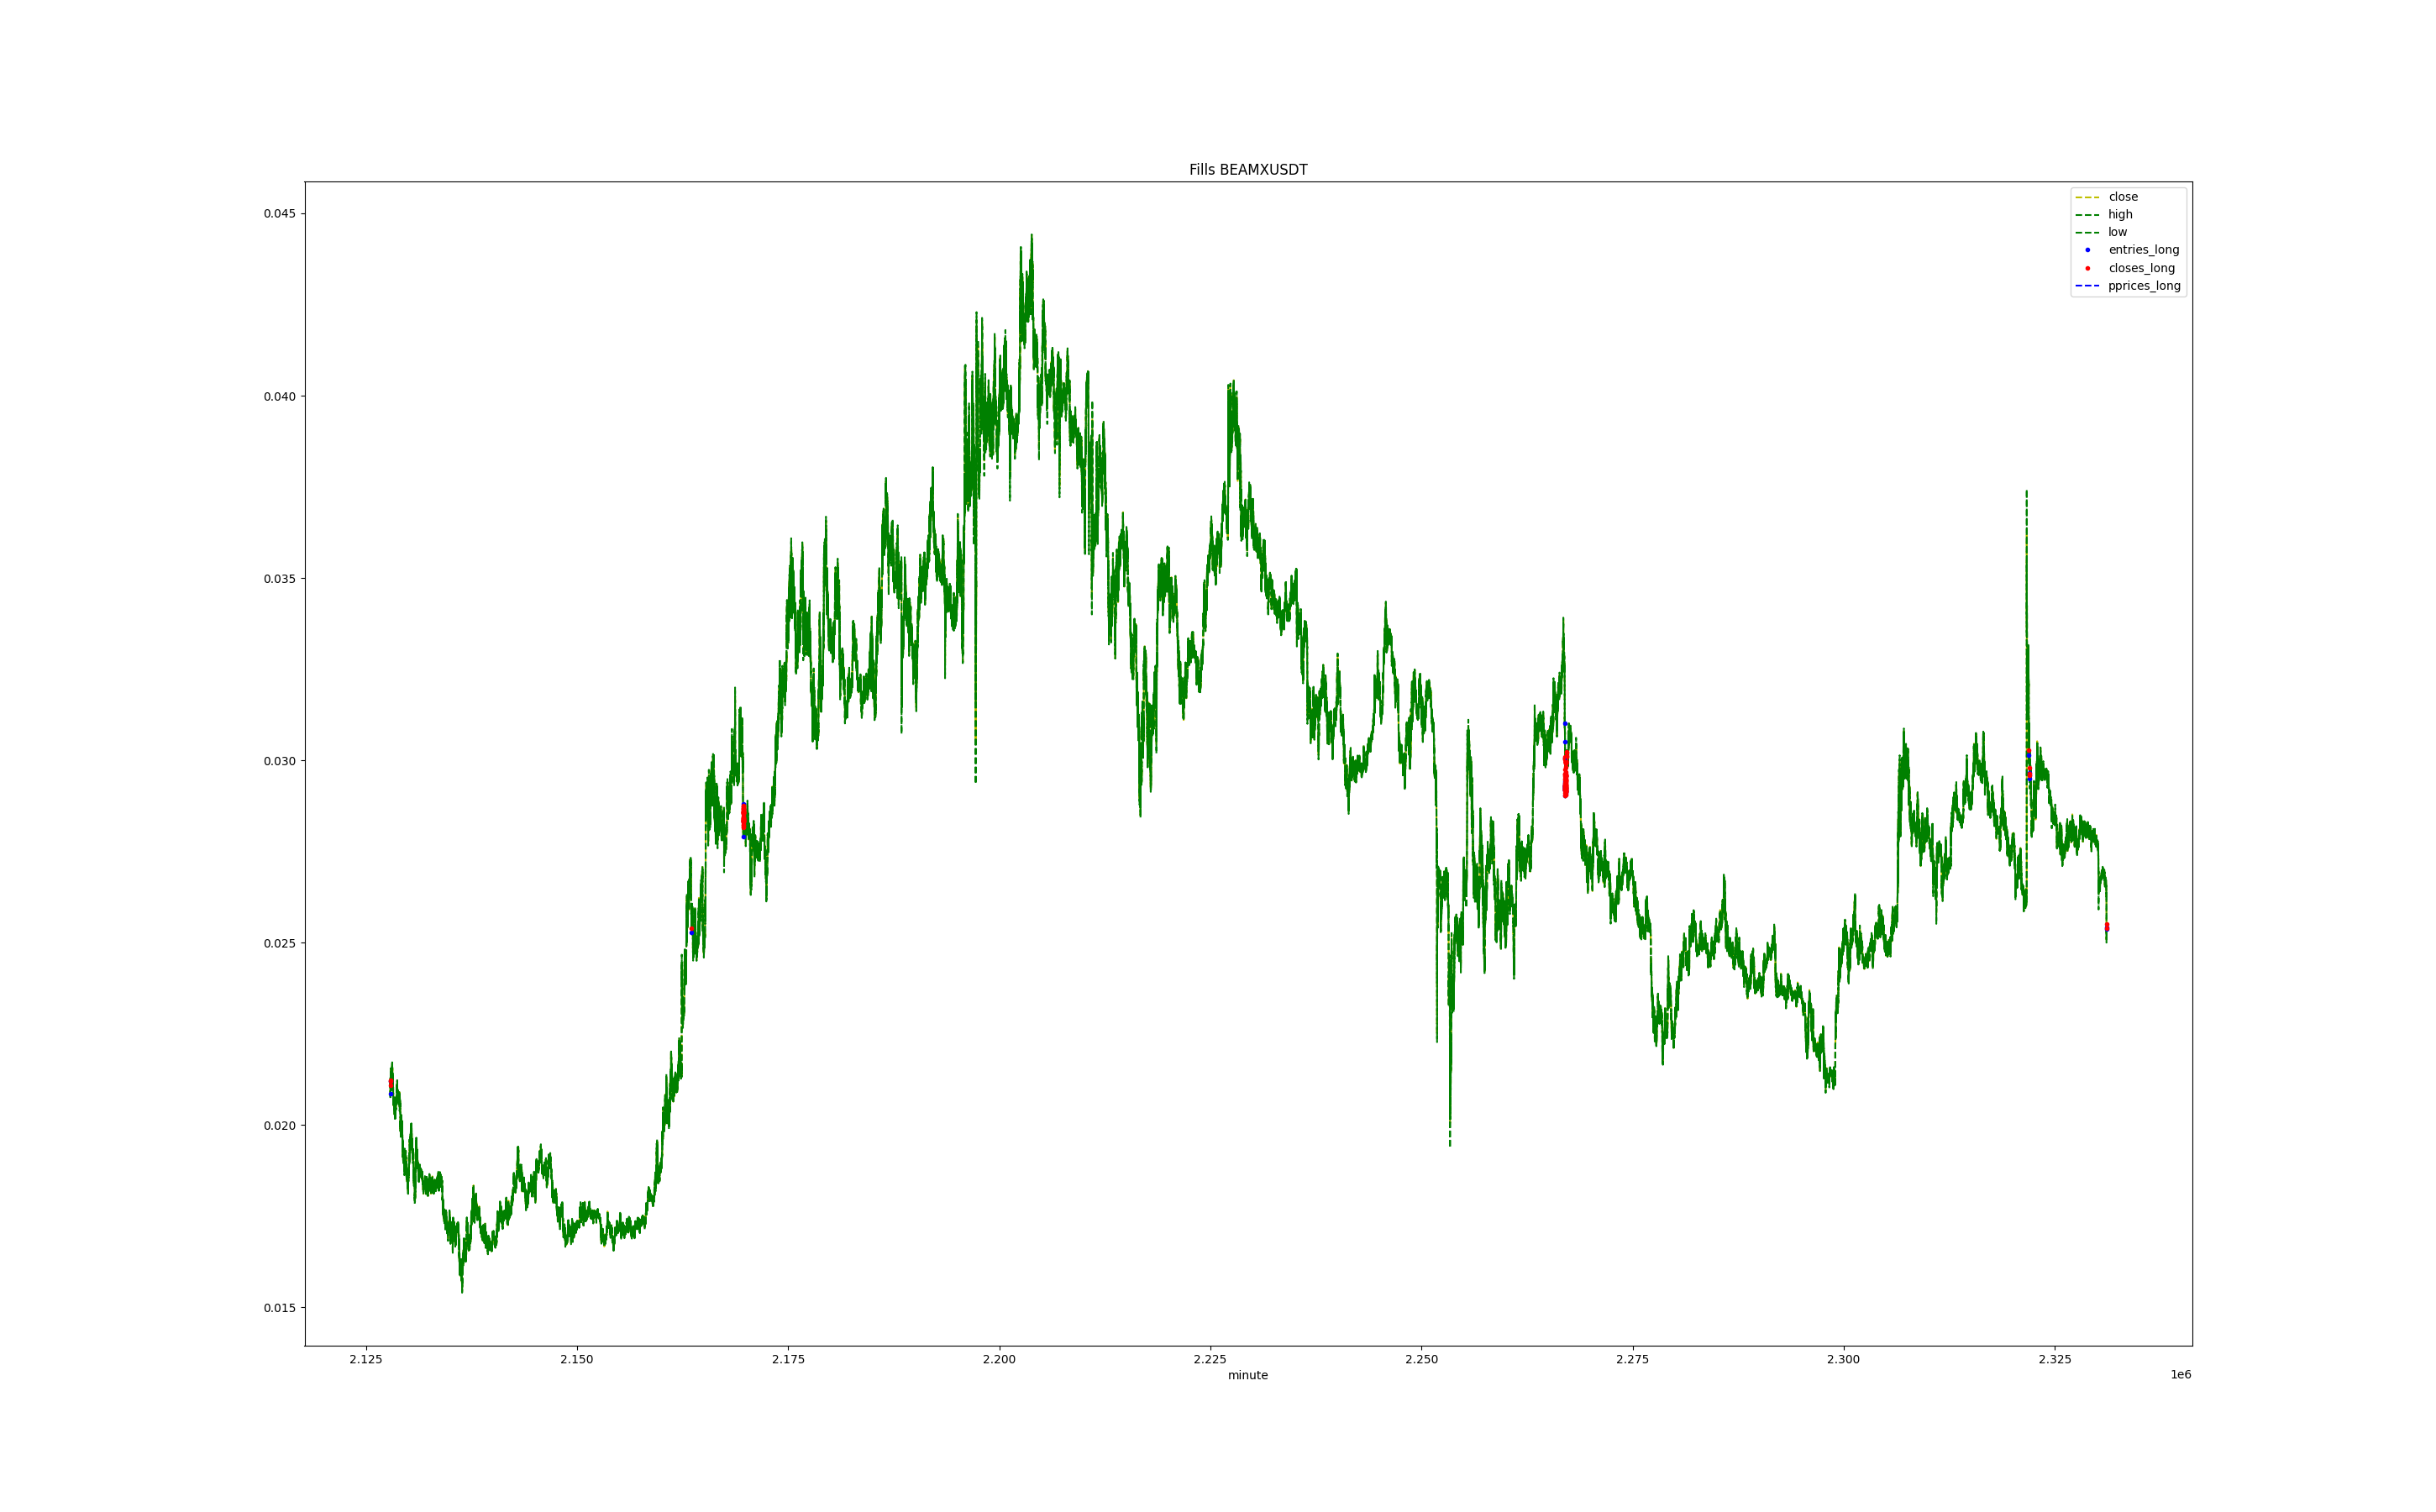 Fills BEAMXUSDT
close
high
low
entries_long
closes_long
pprices_long
0.045
0.040
0.035
0.030
0.025
0.020
0.015
2.125 2.150 2.175 2.200 2.225 2.250 2.275 2.300 2.325
minute 1e6